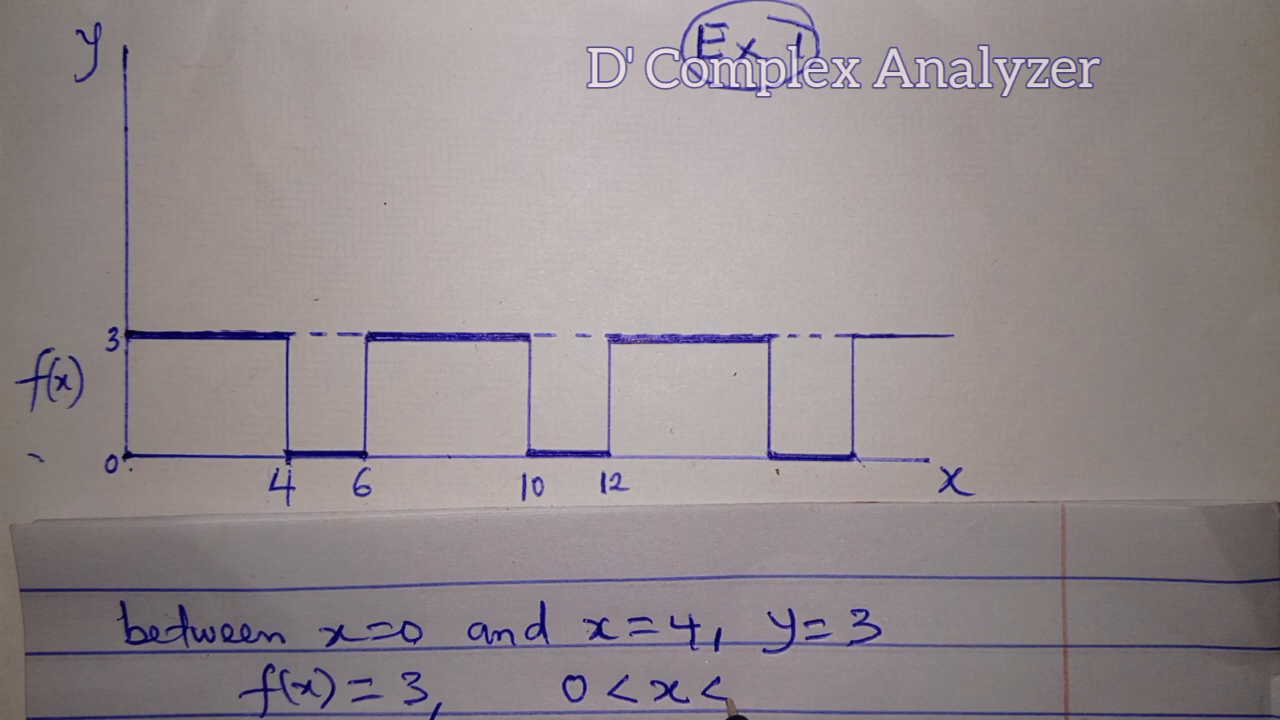 y
Ex 1
D' Complex Analyzer
3
f(x)
0
4 6 10 12 x
between x=0 and x=4, y=3
f(x) = 3, 0 < x <